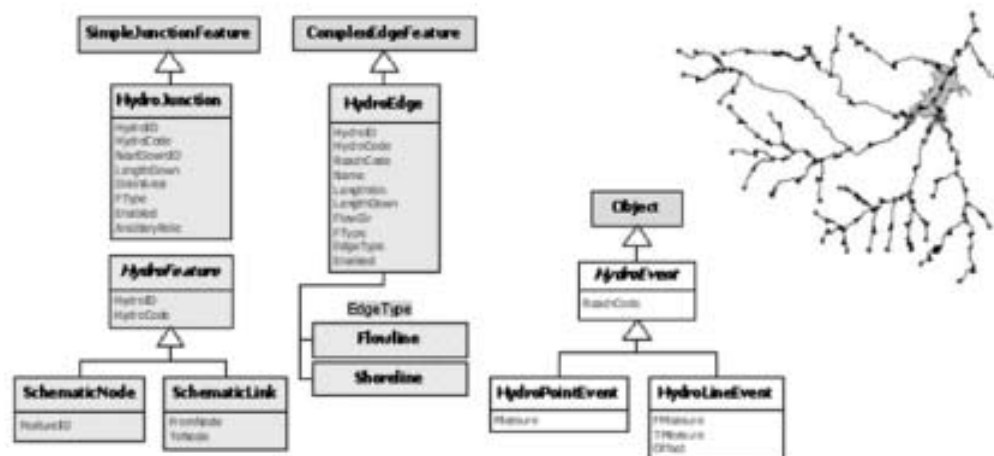 SimpleJunctionFeature
HydroJunction
HydroID
HydroCode
NextDownID
LengthDown
DrainArea
FType
Enabled
AncillaryRole
HydroFeature
HydroID
HydroCode
SchematicNode
FeatureID
SchematicLink
FromNode
ToNode
ComplexEdgeFeature
HydroEdge
HydroID
HydroCode
ReachCode
Name
LengthKm
LengthDown
FlowDir
FType
EdgeType
Enabled
EdgeType
Flowline
Shoreline
Object
HydroEvent
ReachCode
HydroPointEvent
Measure
HydroLineEvent
FMeasure
TMeasure
Offset